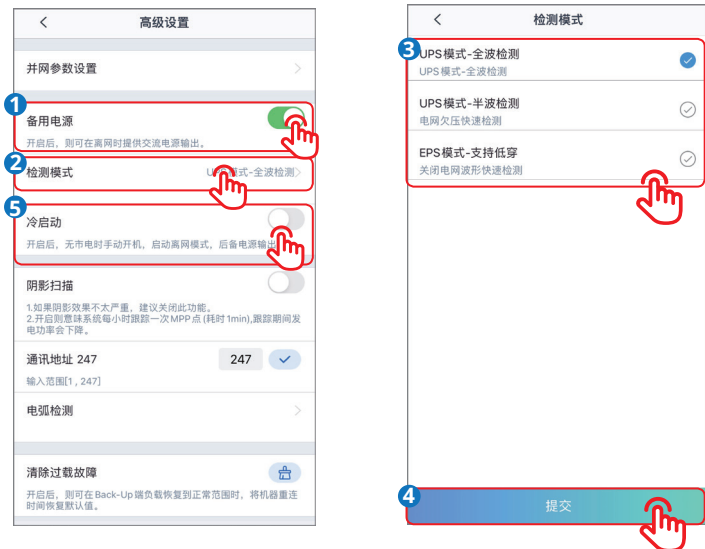 高级设置
并网参数设置
1
备用电源
开启后，则可在离网时提供交流电源输出。
2
检测模式
UPS模式-全波检测
5
冷启动
开启后，无市电时手动开机，启动离网模式，后备电源输出
阴影扫描
1.如果阴影效果不太严重，建议关闭此功能。
2.开启则意味系统每小时跟踪一次MPP点(耗时1min),跟踪期间发
电功率会下降。
通讯地址 247
247
输入范围[1 , 247]
电弧检测
清除过载故障
开启后，则可在Back-Up端负载恢复到正常范围时，将机器重连
时间恢复默认值。
检测模式
3
UPS模式-全波检测
UPS模式-全波检测
UPS模式-半波检测
电网欠压快速检测
EPS模式-支持低穿
关闭电网波形快速检测
4
提交